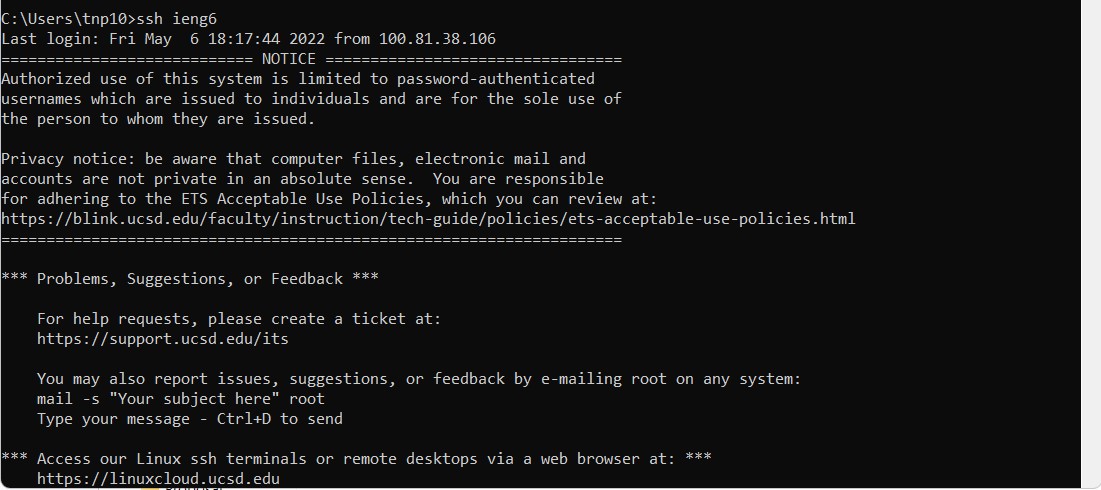 C:\Users\tnp10>ssh ieng6
Last login: Fri May  6 18:17:44 2022 from 100.81.38.106
============================ NOTICE =================================
Authorized use of this system is limited to password-authenticated
usernames which are issued to individuals and are for the sole use of
the person to whom they are issued.
Privacy notice: be aware that computer files, electronic mail and
accounts are not private in an absolute sense.  You are responsible
for adhering to the ETS Acceptable Use Policies, which you can review at:
https://blink.ucsd.edu/faculty/instruction/tech-guide/policies/ets-acceptable-use-policies.html
=====================================================================
*** Problems, Suggestions, or Feedback ***
    For help requests, please create a ticket at:
    https://support.ucsd.edu/its
    You may also report issues, suggestions, or feedback by e-mailing root on any system:
    mail -s "Your subject here" root
    Type your message - Ctrl+D to send
*** Access our Linux ssh terminals or remote desktops via a web browser at: ***
    https://linuxcloud.ucsd.edu